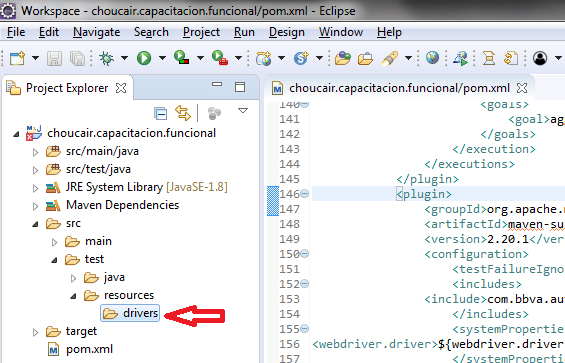 Workspace - choucair.capacitacion.funcional/pom.xml - Eclipse
File Edit Navigate Search Project Run Design Window Help
Project Explorer
choucair.capacitacion.funcional
src/main/java
src/test/java
JRE System Library [JavaSE-1.8]
Maven Dependencies
src
main
test
java
resources
drivers
target
pom.xml
choucair.capacitacion.funcional/pom.xml
140 <goals>
141 <goal>ag
142 </goals>
143 </execution>
144 </executions>
145 </plugin>
146 <plugin>
147 <groupId>org.apache.
148 <artifactId>maven-su
149 <version>2.20.1</ver
150 <configuration>
151 <testFailureIgno
152 <includes>
153 <include>com.bbva.au
154 </includes>
155 <systemPropertie
156 <webdriver.driver>${webdriver.driver
157 </systemPropertie